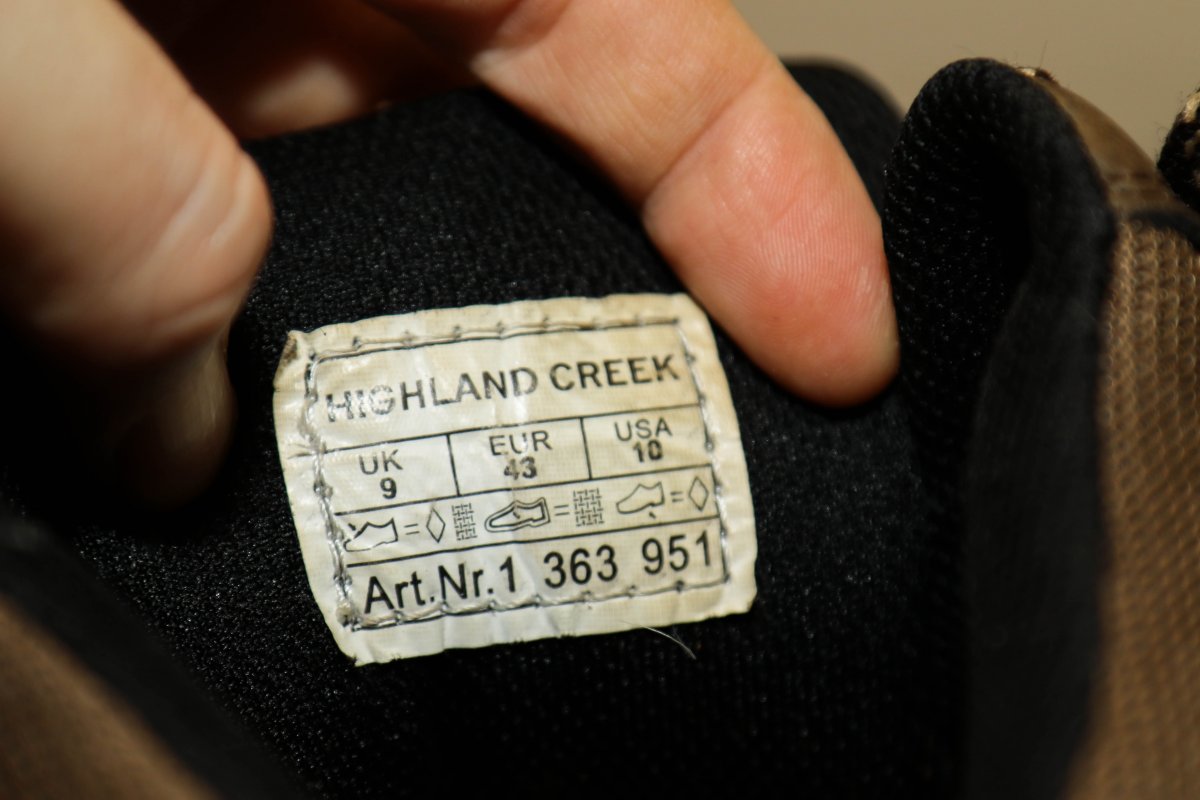 HIGHLAND CREEK
UK EUR USA
9 43 10
= = =
Art.Nr.1 363 951